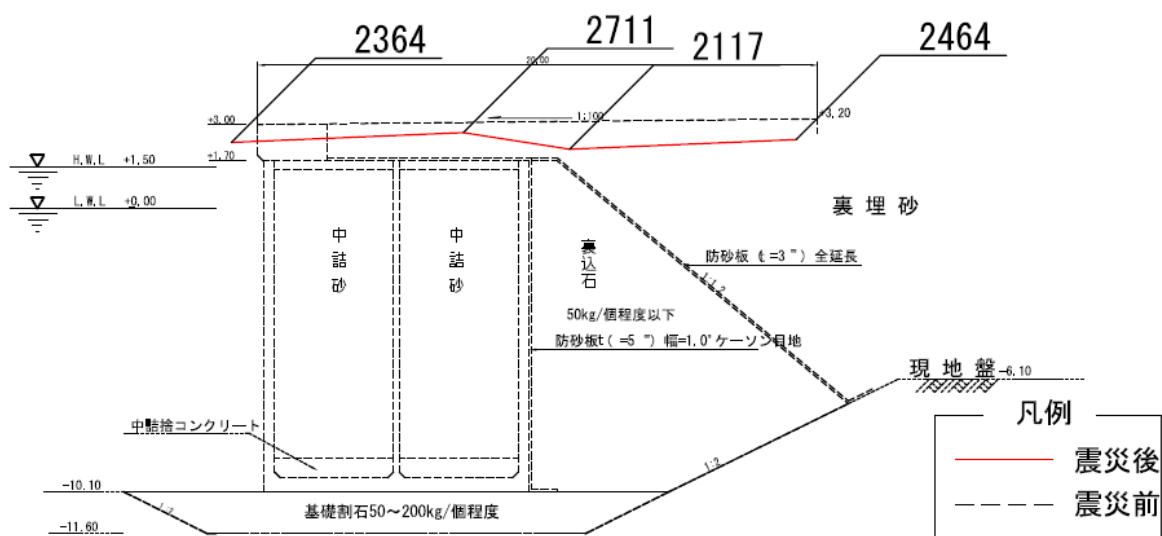 2364
2711
2117
2464
20.00
+3.00
1:100
+3.20
H.W.L +1.50
+1.70
L.W.L +0.00
裏埋砂
中詰砂
中詰砂
裏込石
防砂板 (t=3 ") 全延長
1:1.2
50kg/個程度以下
防砂板t( =5 ") 幅=1.0"ケーソン目地
現地盤
-6.10
中詰捨コンクリート
凡例
震災後
震災前
1:2
-10.10
1:2
基礎割石50～200kg/個程度
-11.60